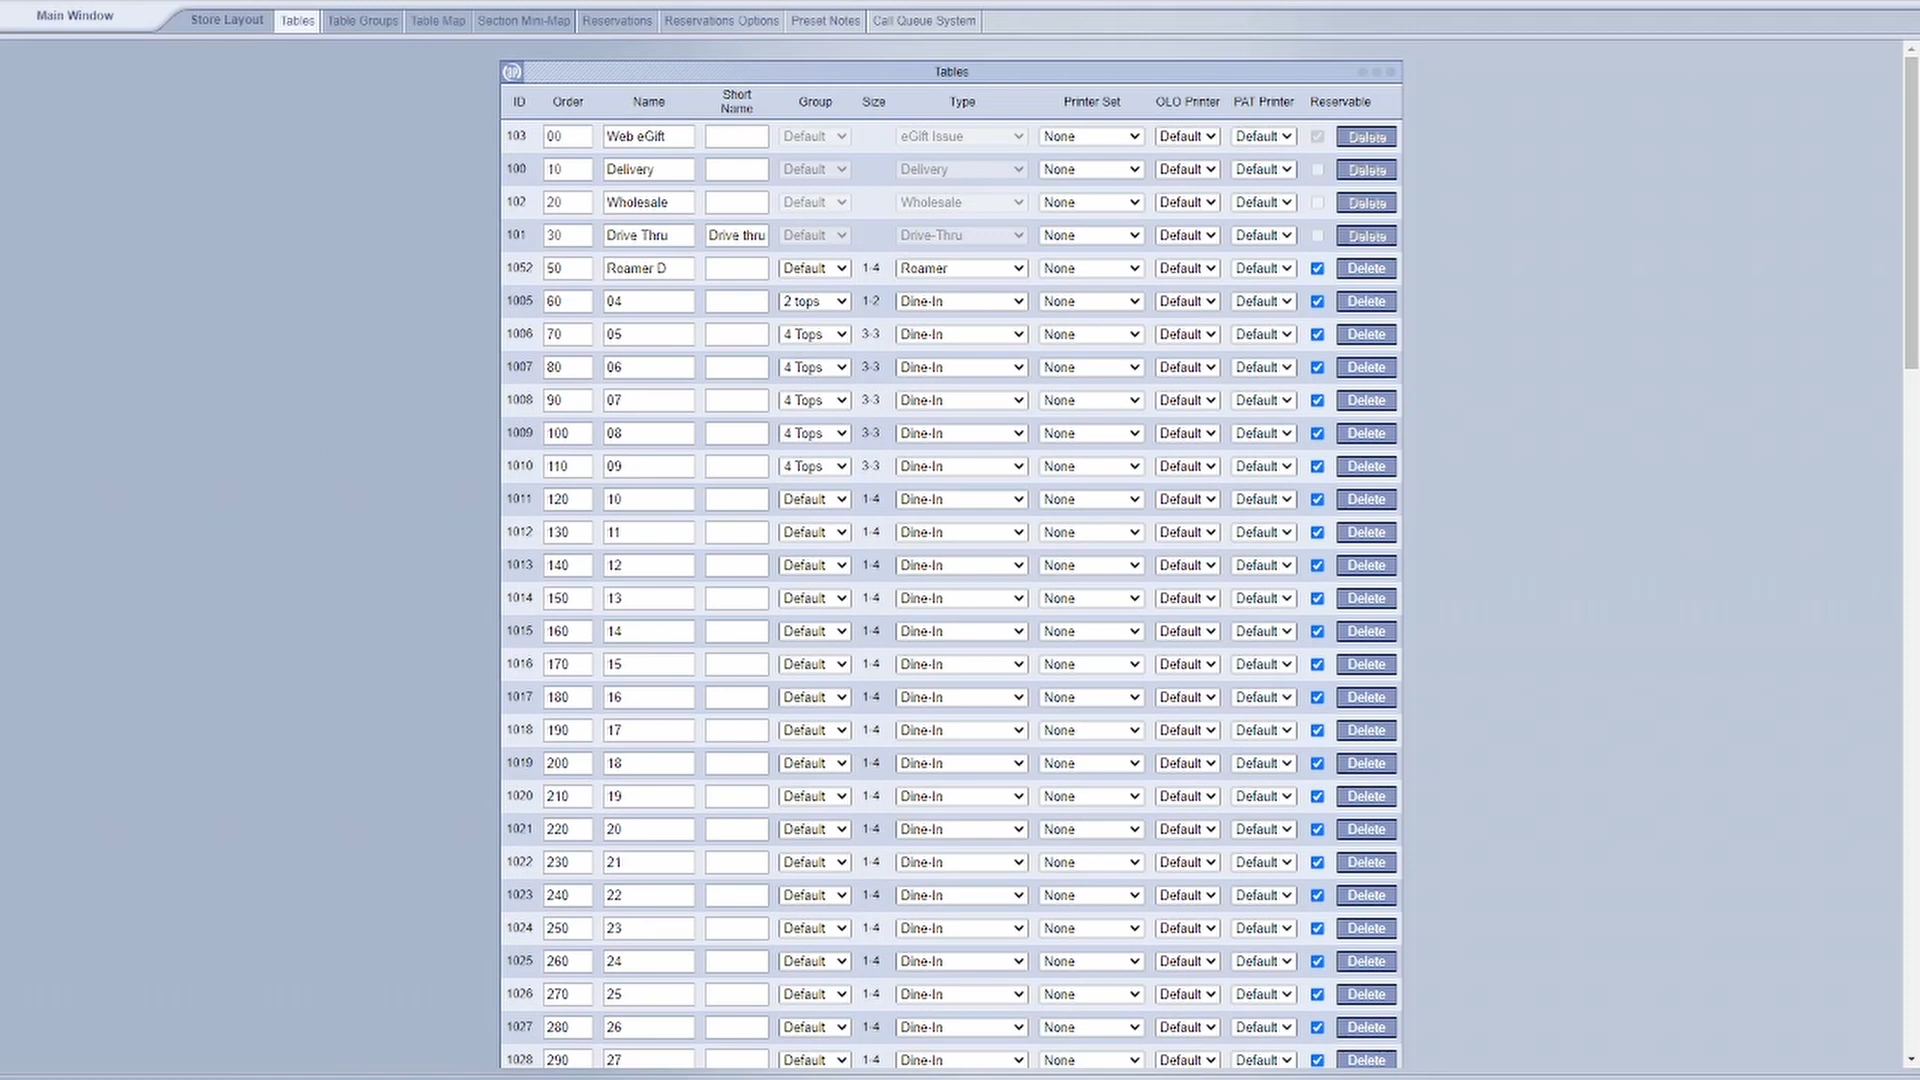 Main Window Store Layout Tables Table Groups Table Map Section Mini-Map Reservations Reservations Options Preset Notes Call Queue System
Tables
ID Order Name Short Name Group Size Type Printer Set OLO Printer PAT Printer Reservable
103 00 Web eGift Default eGift Issue None Default Default Delete
100 10 Delivery Default Delivery None Default Default Delete
102 20 Wholesale Default Wholesale None Default Default Delete
101 30 Drive Thru Drive thru Default Drive-Thru None Default Default Delete
1052 50 Roamer D Default 1-4 Roamer None Default Default Delete
1005 60 04 2 tops 1-2 Dine-In None Default Default Delete
1006 70 05 4 Tops 3-3 Dine-In None Default Default Delete
1007 80 06 4 Tops 3-3 Dine-In None Default Default Delete
1008 90 07 4 Tops 3-3 Dine-In None Default Default Delete
1009 100 08 4 Tops 3-3 Dine-In None Default Default Delete
1010 110 09 4 Tops 3-3 Dine-In None Default Default Delete
1011 120 10 Default 1-4 Dine-In None Default Default Delete
1012 130 11 Default 1-4 Dine-In None Default Default Delete
1013 140 12 Default 1-4 Dine-In None Default Default Delete
1014 150 13 Default 1-4 Dine-In None Default Default Delete
1015 160 14 Default 1-4 Dine-In None Default Default Delete
1016 170 15 Default 1-4 Dine-In None Default Default Delete
1017 180 16 Default 1-4 Dine-In None Default Default Delete
1018 190 17 Default 1-4 Dine-In None Default Default Delete
1019 200 18 Default 1-4 Dine-In None Default Default Delete
1020 210 19 Default 1-4 Dine-In None Default Default Delete
1021 220 20 Default 1-4 Dine-In None Default Default Delete
1022 230 21 Default 1-4 Dine-In None Default Default Delete
1023 240 22 Default 1-4 Dine-In None Default Default Delete
1024 250 23 Default 1-4 Dine-In None Default Default Delete
1025 260 24 Default 1-4 Dine-In None Default Default Delete
1026 270 25 Default 1-4 Dine-In None Default Default Delete
1027 280 26 Default 1-4 Dine-In None Default Default Delete
1028 290 27 Default 1-4 Dine-In None Default Default Delete